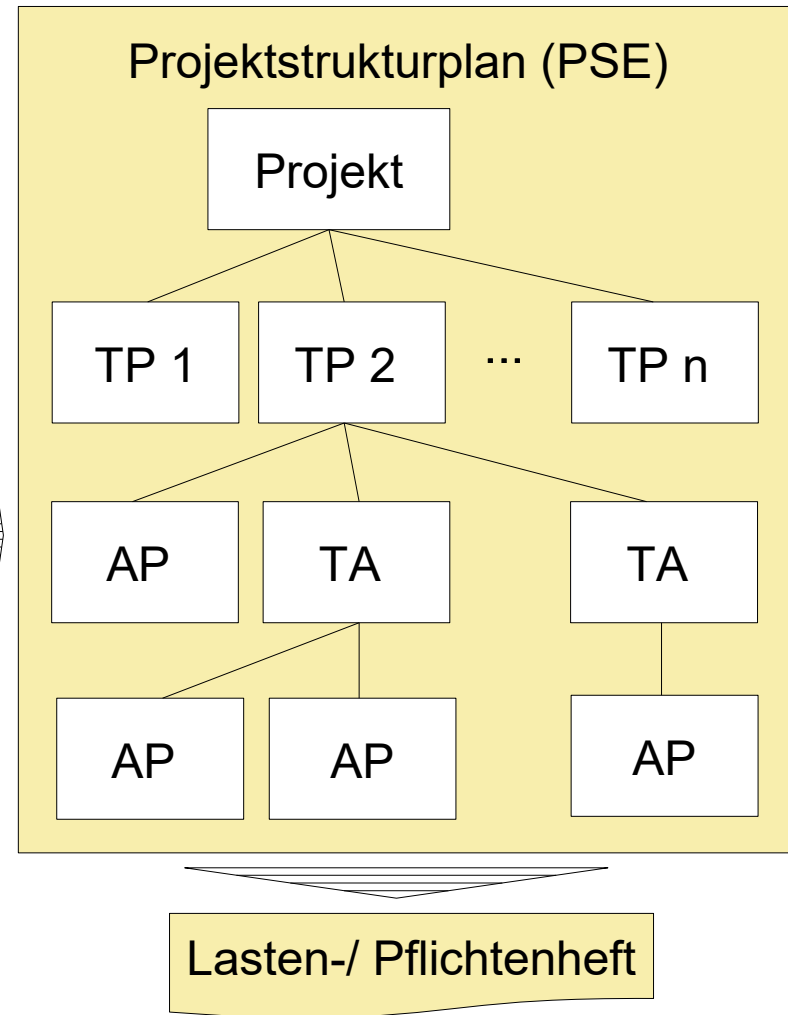 Projektstrukturplan (PSE)
Projekt
TP 1 TP 2 ... TP n
AP TA TA
AP AP AP
Lasten-/ Pflichtenheft